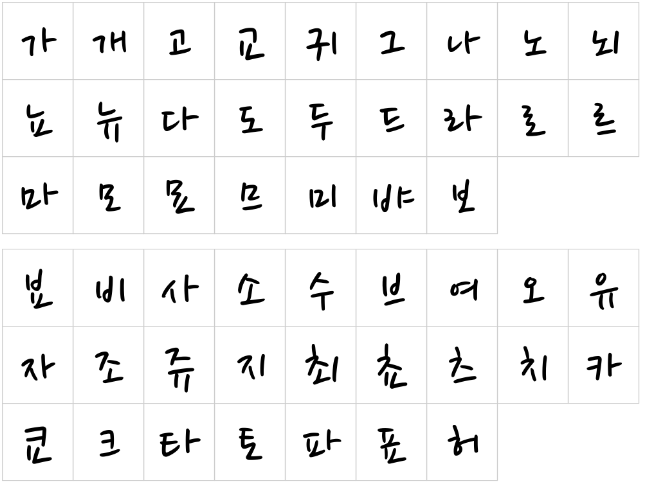 가 개 고 교 귀 그 나 노 뇌
뇨 뉴 다 도 두 드 라 로 르
마 모 묘 므 미 뱌 보
뵤 비 사 소 수 브 여 오 유
자 조 쥬 지 최 쵸 츠 치 카
쿄 크 타 토 파 표 허